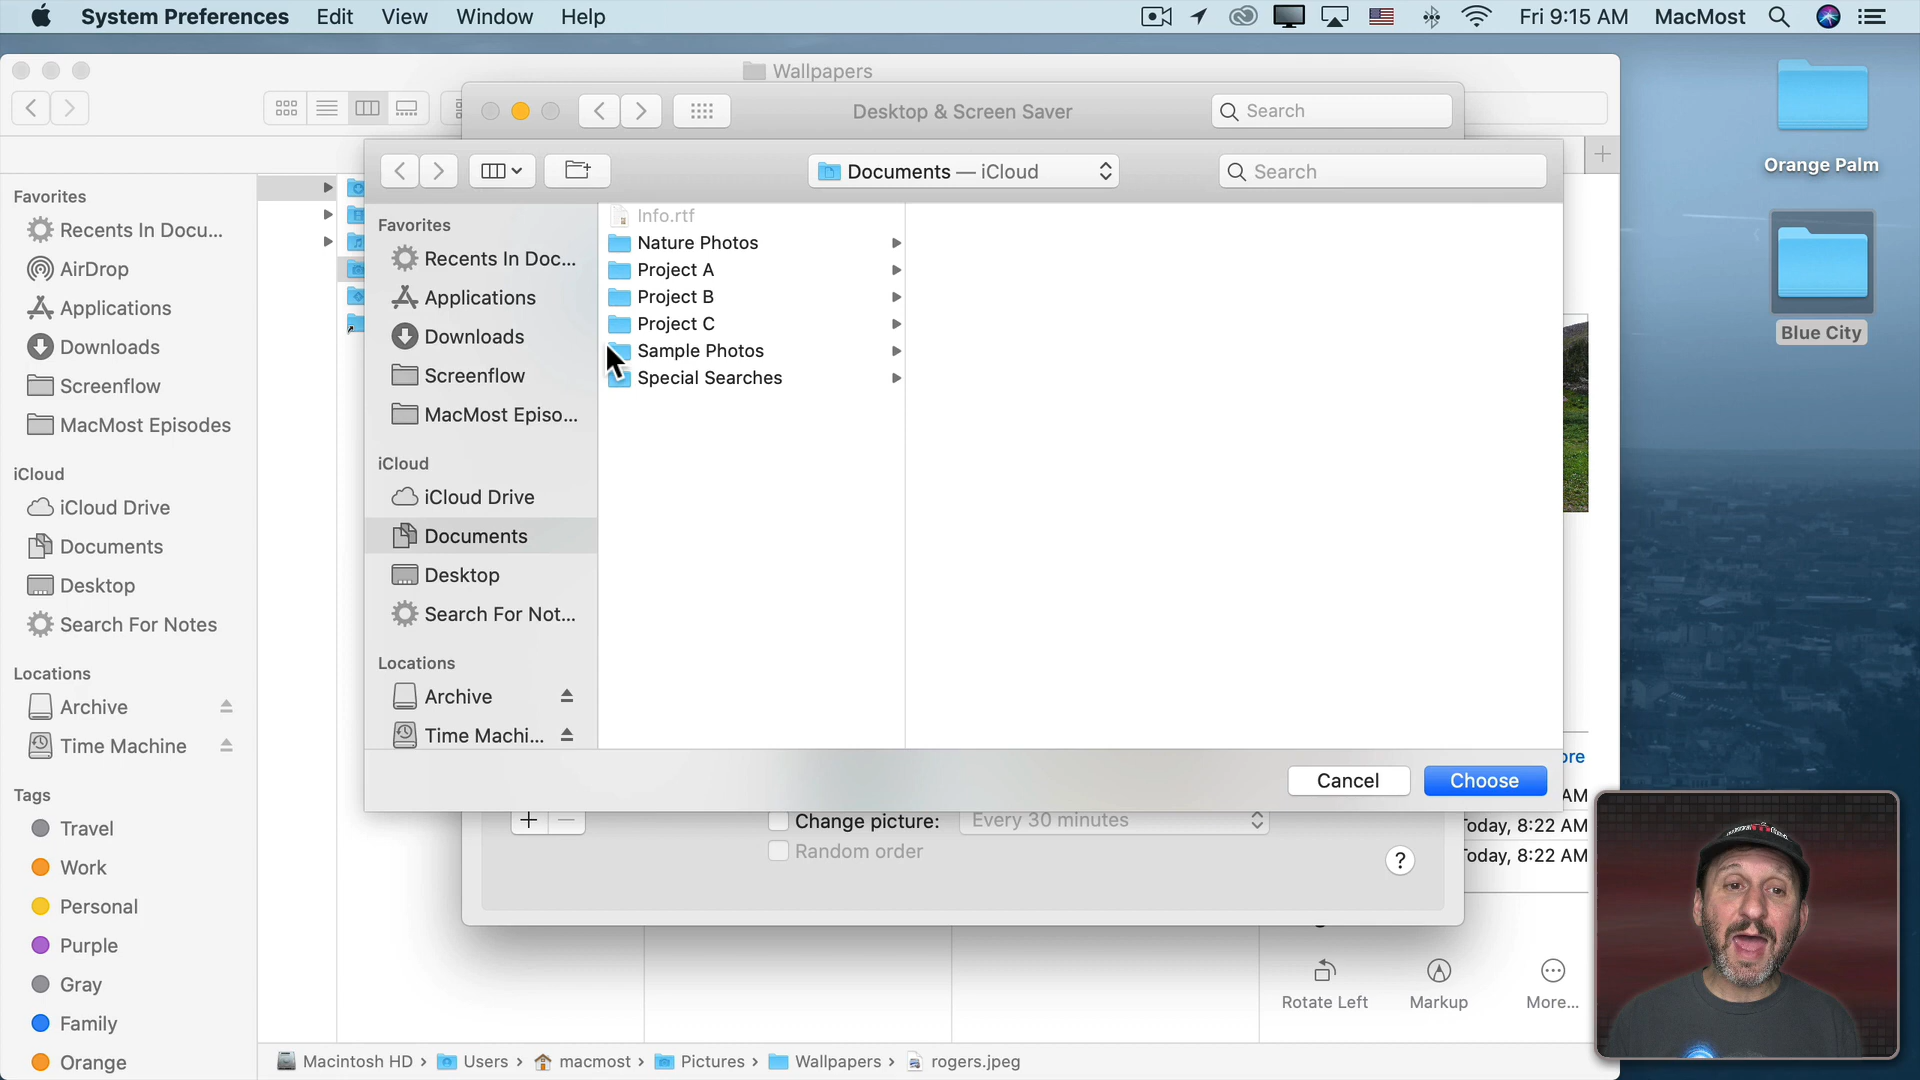 System Preferences Edit View Window Help
Fri 9:15 AM MacMost
Wallpapers
Desktop & Screen Saver
Search
Documents — iCloud
Search
Orange Palm
Blue City
Favorites
Recents In Docu...
AirDrop
Applications
Downloads
Screenflow
MacMost Episodes
iCloud
iCloud Drive
Documents
Desktop
Search For Notes
Locations
Archive
Time Machine
Tags
Travel
Work
Personal
Purple
Gray
Family
Orange
Favorites
Recents In Doc...
Applications
Downloads
Screenflow
MacMost Episo...
iCloud
iCloud Drive
Documents
Desktop
Search For Not...
Locations
Archive
Time Machi...
Info.rtf
Nature Photos
Project A
Project B
Project C
Sample Photos
Special Searches
Cancel
Choose
Change picture:
Every 30 minutes
Random order
?
ore
AM
Today, 8:22 AM
Today, 8:22 AM
Rotate Left
Markup
More...
Macintosh HD › Users › macmost › Pictures › Wallpapers › rogers.jpeg